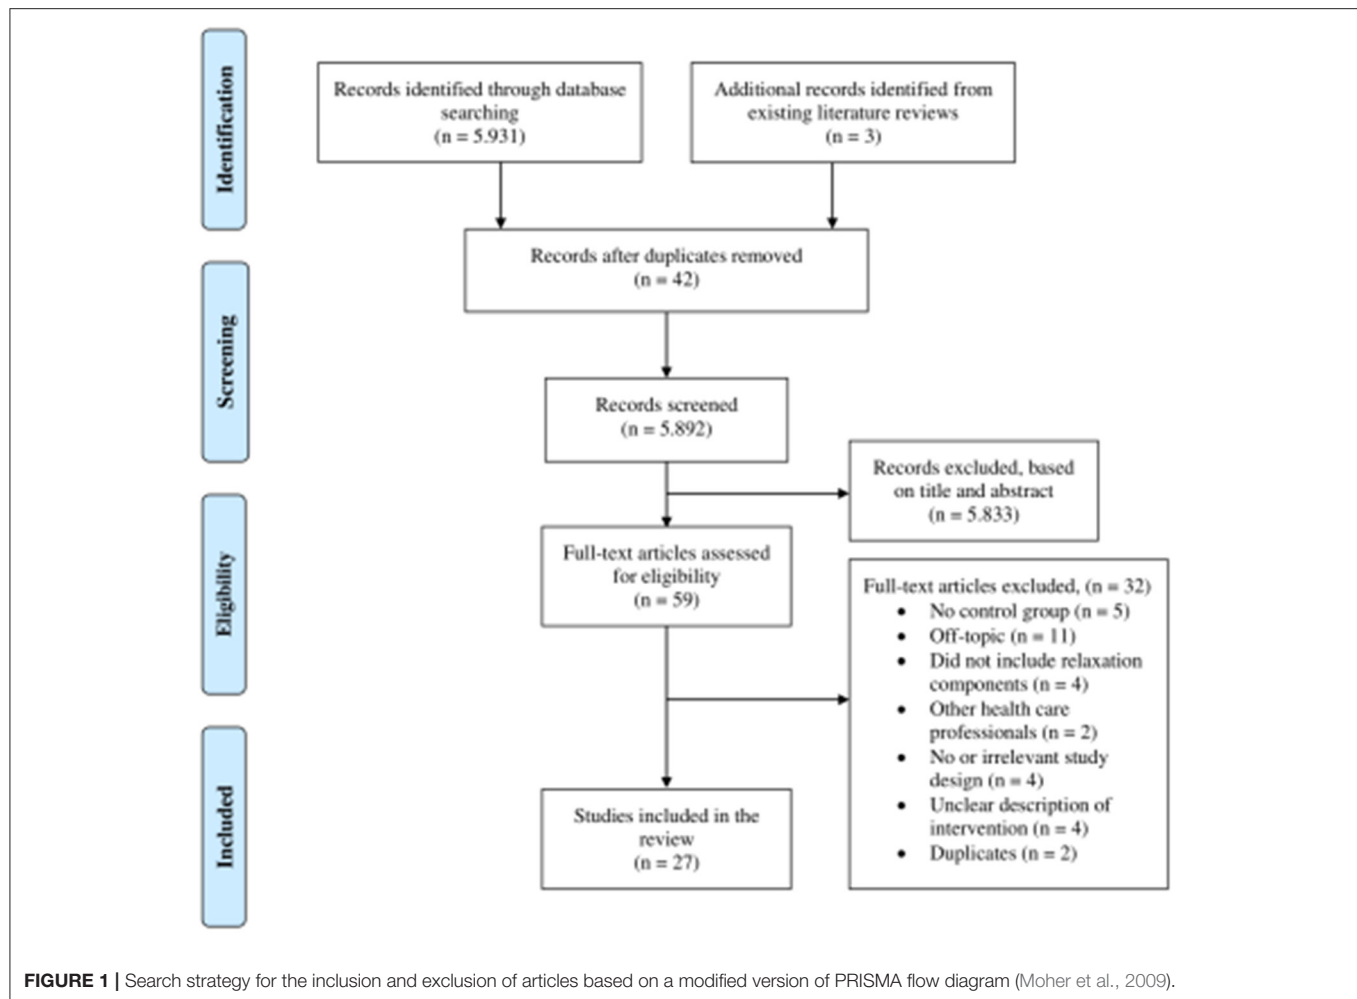 Identification
Records identified through database
searching
(n = 5.931)
Additional records identified from
existing literature reviews
(n = 3)
Records after duplicates removed
(n = 42)
Screening
Records screened
(n = 5.892)
Records excluded, based
on title and abstract
(n = 5.833)
Eligibility
Full-text articles assessed
for eligibility
(n = 59)
Full-text articles excluded, (n = 32)
• No control group (n = 5)
• Off-topic (n = 11)
• Did not include relaxation
components (n = 4)
• Other health care
professionals (n = 2)
• No or irrelevant study
design (n = 4)
• Unclear description of
intervention (n = 4)
• Duplicates (n = 2)
Included
Studies included in the
review
(n = 27)
FIGURE 1 | Search strategy for the inclusion and exclusion of articles based on a modified version of PRISMA flow diagram (Moher et al., 2009).